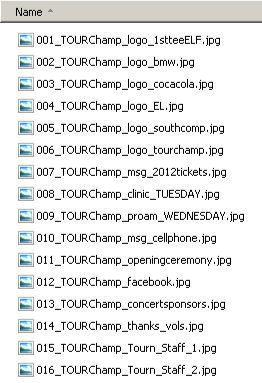 Name
001_TOURChamp_logo_1stteeELF.jpg
002_TOURChamp_logo_bmw.jpg
003_TOURChamp_logo_cocacola.jpg
004_TOURChamp_logo_EL.jpg
005_TOURChamp_logo_southcomp.jpg
006_TOURChamp_logo_tourchamp.jpg
007_TOURChamp_msg_2012tickets.jpg
008_TOURChamp_clinic_TUESDAY.jpg
009_TOURChamp_proam_WEDNESDAY.jpg
010_TOURChamp_msg_cellphone.jpg
011_TOURChamp_openingceremony.jpg
012_TOURChamp_facebook.jpg
013_TOURChamp_concertsponsors.jpg
014_TOURChamp_thanks_vols.jpg
015_TOURChamp_Tourn_Staff_1.jpg
016_TOURChamp_Tourn_Staff_2.jpg